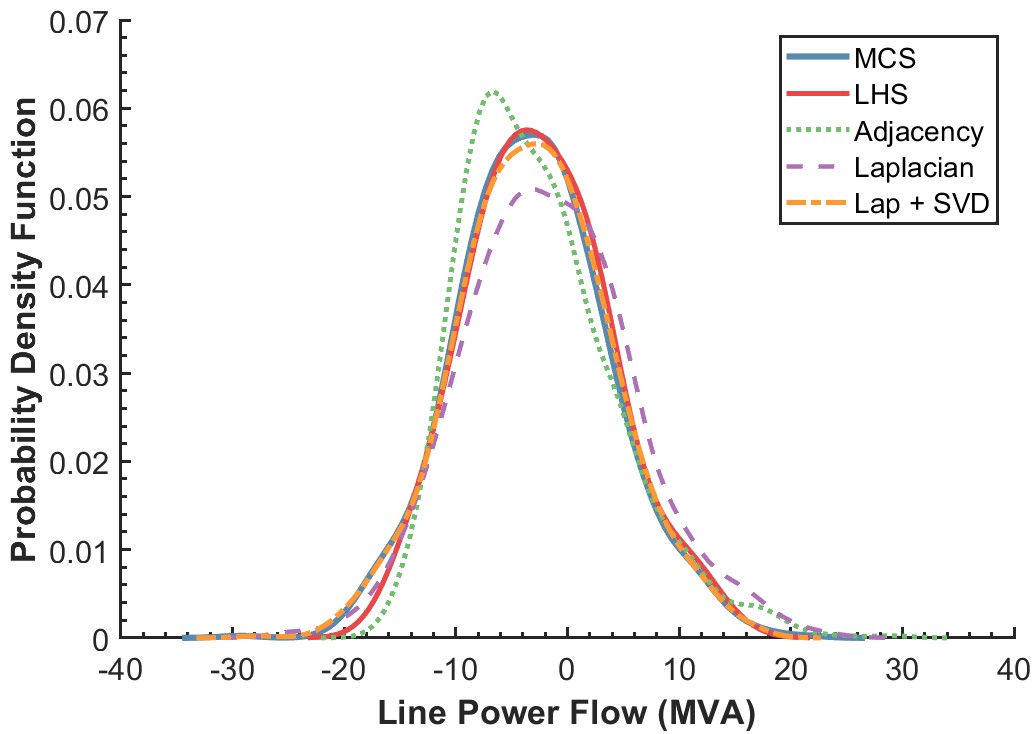 0.07
0.06
0.05
0.04
0.03
0.02
0.01
0
Probability Density Function
MCS
LHS
Adjacency
Laplacian
Lap + SVD
-40 -30 -20 -10 0 10 20 30 40
Line Power Flow (MVA)